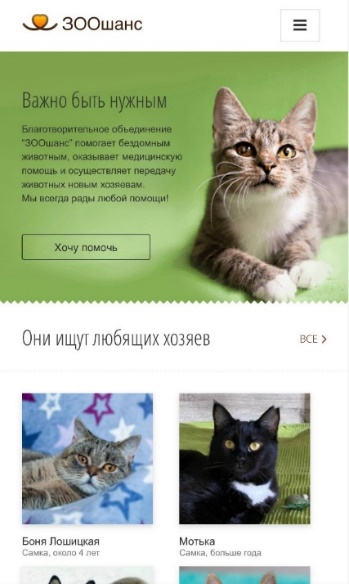 ЗООшанс
Важно быть нужным
Благотворительное объединение
"ЗООшанс" помогает бездомным
животным, оказывает медицинскую
помощь и осуществляет передачу
животных новым хозяевам.
Мы всегда рады любой помощи!
Хочу помочь
Они ищут любящих хозяев
ВСЕ
Боня Лошицкая
Самка, около 4 лет
Мотька
Самка, больше года